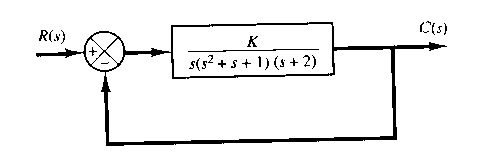 R(s)
C(s)
+
−
K
s(s² + s + 1) (s + 2)